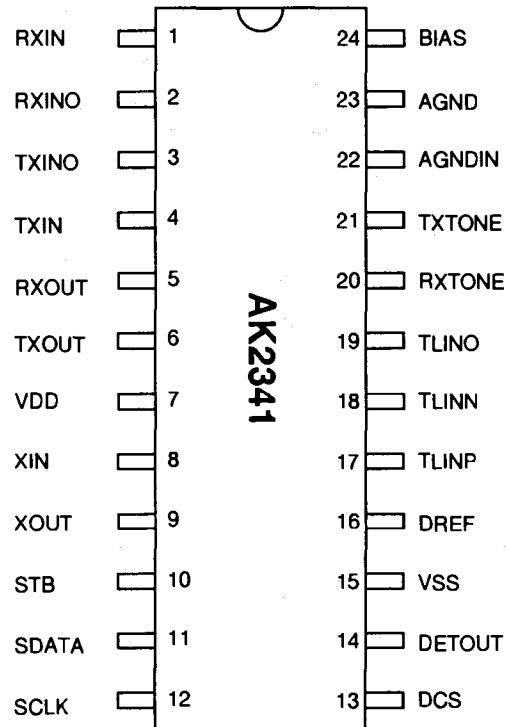 RXIN 1 24 BIAS
RXINO 2 23 AGND
TXINO 3 22 AGNDIN
TXIN 4 21 TXTONE
RXOUT 5 20 RXTONE
TXOUT 6 19 TLINO
VDD 7 18 TLINN
XIN 8 17 TLINP
XOUT 9 16 DREF
STB 10 15 VSS
SDATA 11 14 DETOUT
SCLK 12 13 DCS
AK2341